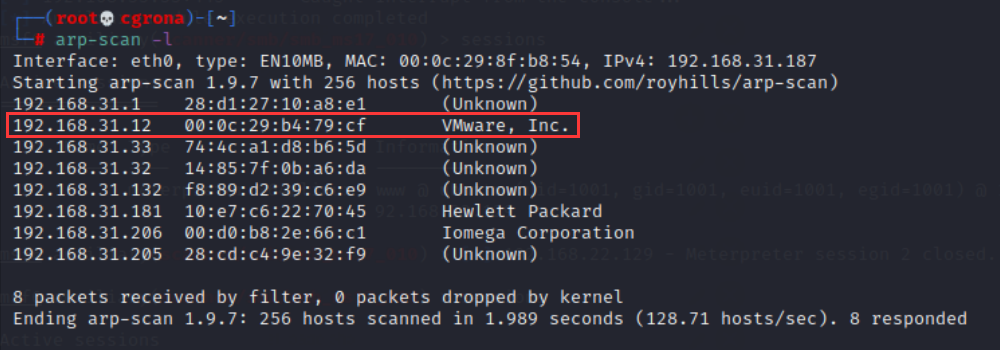 ┌──(root💀cgrona)-[~]
└─# arp-scan -l
Interface: eth0, type: EN10MB, MAC: 00:0c:29:8f:b8:54, IPv4: 192.168.31.187
Starting arp-scan 1.9.7 with 256 hosts (https://github.com/royhills/arp-scan)
192.168.31.1 28:d1:27:10:a8:e1 (Unknown)
192.168.31.12 00:0c:29:b4:79:cf VMware, Inc.
192.168.31.33 74:4c:a1:d8:b6:5d (Unknown)
192.168.31.32 14:85:7f:0b:a6:da (Unknown)
192.168.31.132 f8:89:d2:39:c6:e9 (Unknown)
192.168.31.181 10:e7:c6:22:70:45 Hewlett Packard
192.168.31.206 00:d0:b8:2e:66:c1 Iomega Corporation
192.168.31.205 28:cd:c4:9e:32:f9 (Unknown)
8 packets received by filter, 0 packets dropped by kernel
Ending arp-scan 1.9.7: 256 hosts scanned in 1.989 seconds (128.71 hosts/sec). 8 responded
Active sessions